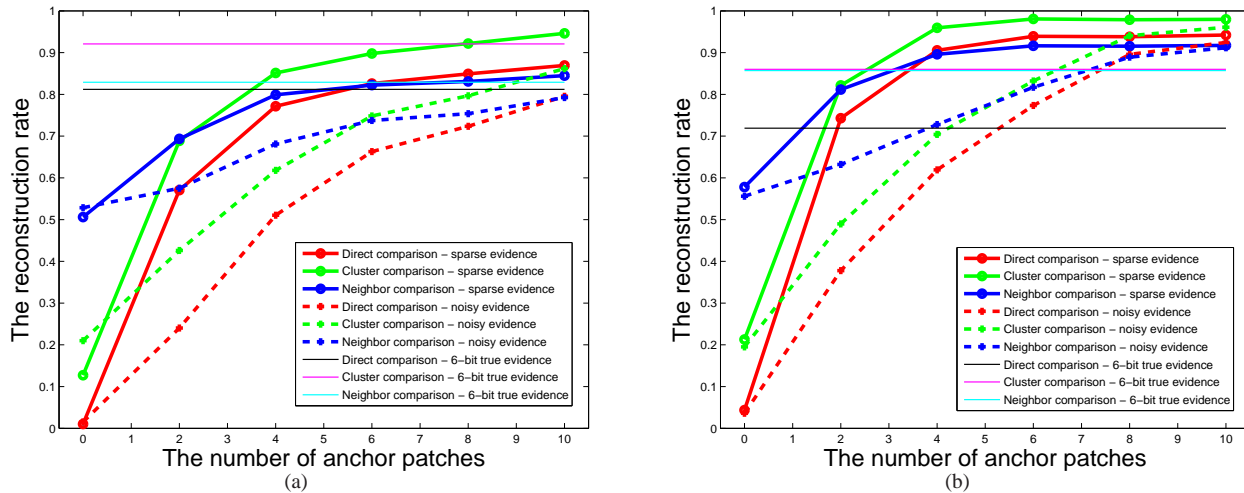 1
0.9
0.8
0.7
0.6
0.5
0.4
0.3
0.2
0.1
0
The reconstruction rate
Direct comparison − sparse evidence
Cluster comparison − sparse evidence
Neighbor comparison − sparse evidence
Direct comparison − noisy evidence
Cluster comparison − noisy evidence
Neighbor comparison − noisy evidence
Direct comparison − 6−bit true evidence
Cluster comparison − 6−bit true evidence
Neighbor comparison − 6−bit true evidence
0 1 2 3 4 5 6 7 8 9 10
The number of anchor patches
(a)
1
0.9
0.8
0.7
0.6
0.5
0.4
0.3
0.2
0.1
0
The reconstruction rate
Direct comparison − sparse evidence
Cluster comparison − sparse evidence
Neighbor comparison − sparse evidence
Direct comparison − noisy evidence
Cluster comparison − noisy evidence
Neighbor comparison − noisy evidence
Direct comparison − 6−bit true evidence
Cluster comparison − 6−bit true evidence
Neighbor comparison − 6−bit true evidence
0 1 2 3 4 5 6 7 8 9 10
The number of anchor patches
(b)